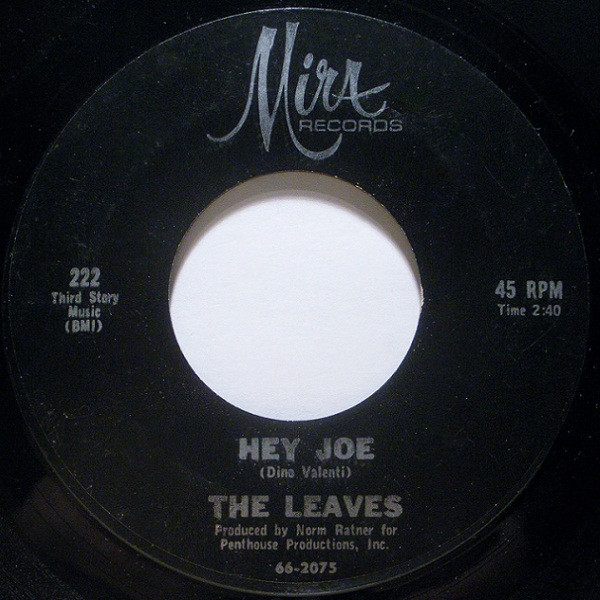 Mira
RECORDS
222
Third Story
Music
(BMI)
45 RPM
Time 2:40
HEY JOE
(Dino Valenti)
THE LEAVES
Produced by Norm Ratner for
Penthouse Productions, Inc.
66-2075